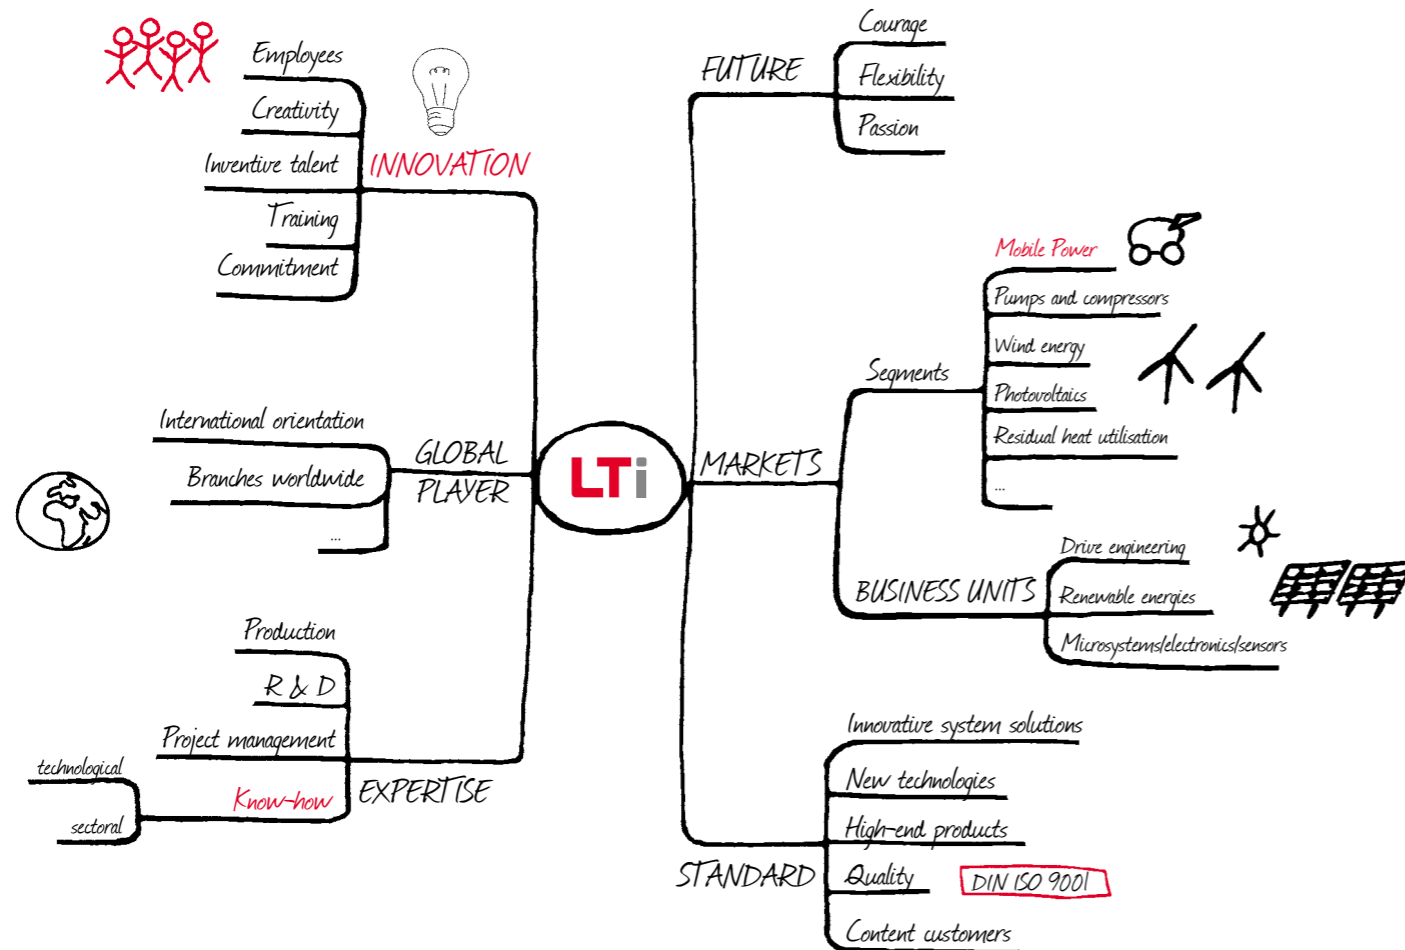 Employees
Creativity
Inventive talent
Training
Commitment
INNOVATION
International orientation
Branches worldwide
...
GLOBAL
PLAYER
Production
R & D
Project management
Know-how
technological
sectoral
EXPERTISE
LTi
FUTURE
Courage
Flexibility
Passion
MARKETS
Segments
Mobile Power
Pumps and compressors
Wind energy
Photovoltaics
Residual heat utilisation
...
BUSINESS UNITS
Drive engineering
Renewable energies
Microsystems/electronics/sensors
STANDARD
Innovative system solutions
New technologies
High-end products
Quality
DIN ISO 9001
Content customers